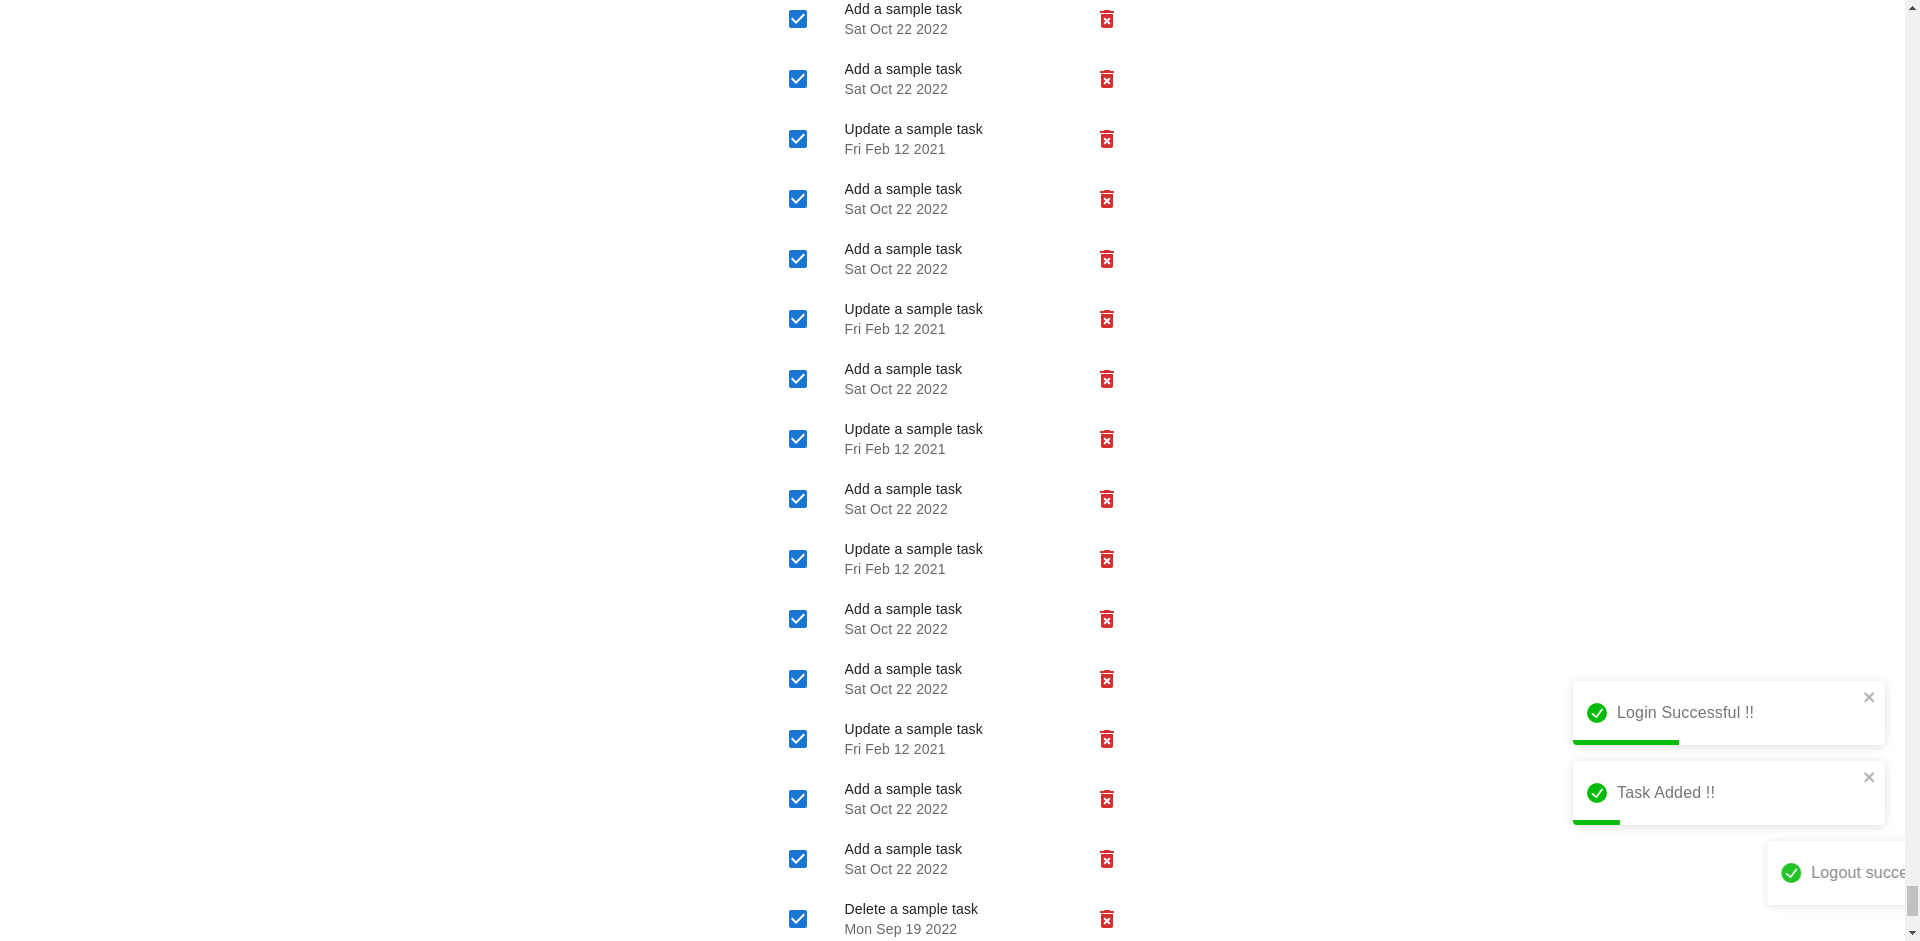 Add a sample task
Sat Oct 22 2022
Add a sample task
Sat Oct 22 2022
Update a sample task
Fri Feb 12 2021
Add a sample task
Sat Oct 22 2022
Add a sample task
Sat Oct 22 2022
Update a sample task
Fri Feb 12 2021
Add a sample task
Sat Oct 22 2022
Update a sample task
Fri Feb 12 2021
Add a sample task
Sat Oct 22 2022
Update a sample task
Fri Feb 12 2021
Add a sample task
Sat Oct 22 2022
Add a sample task
Sat Oct 22 2022
Update a sample task
Fri Feb 12 2021
Add a sample task
Sat Oct 22 2022
Add a sample task
Sat Oct 22 2022
Delete a sample task
Mon Sep 19 2022
Login Successful !!
Task Added !!
Logout succe